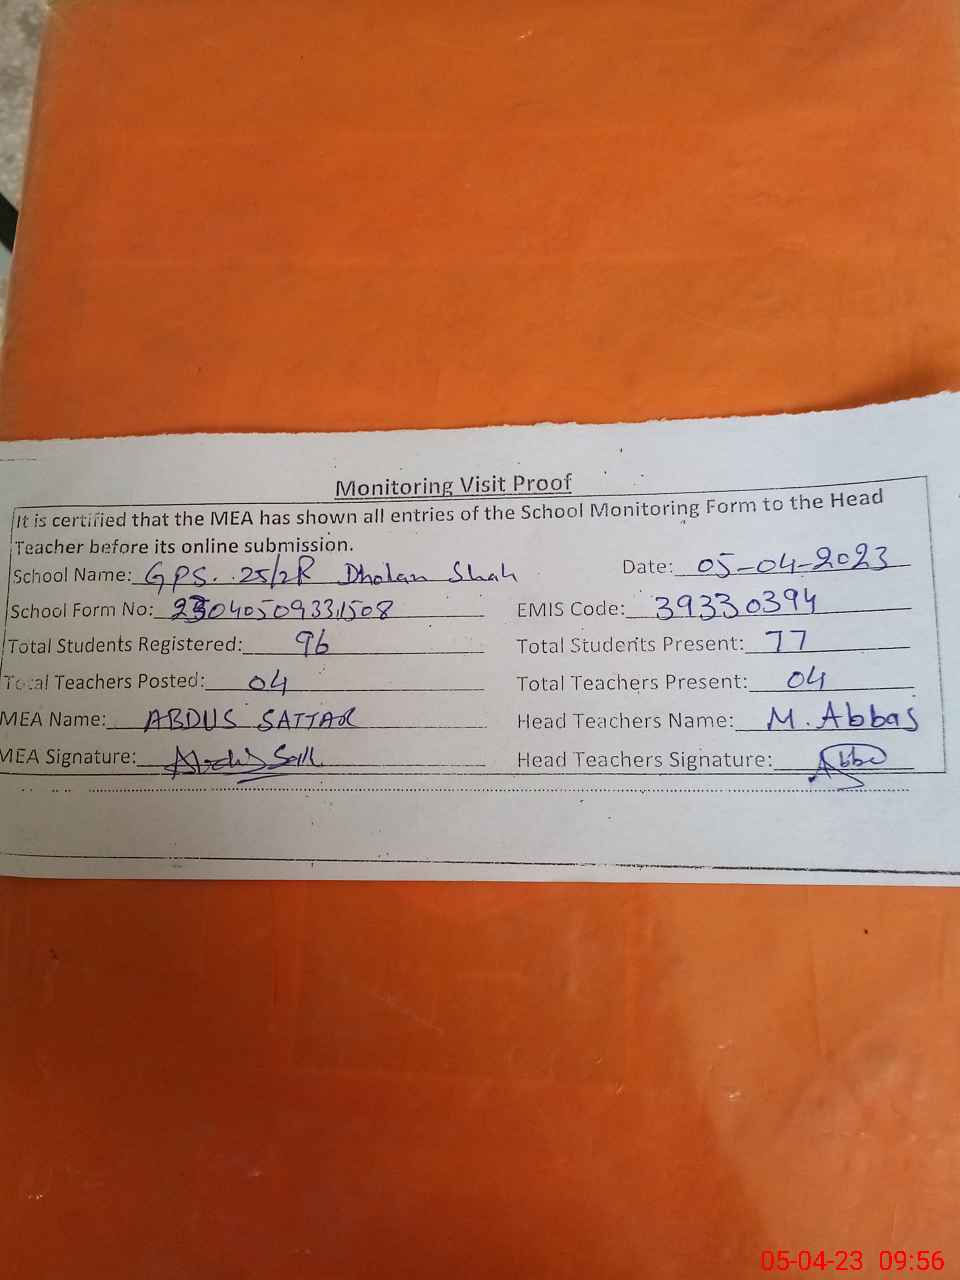 Monitoring Visit Proof
It is certified that the MEA has shown all entries of the School Monitoring Form to the Head
Teacher before its online submission.
School Name: GPS. 25/2R Dholan Shah Date: 05-04-2023
School Form No: 23040509331508 EMIS Code: 39330394
Total Students Registered: 96 Total Students Present: 77
Total Teachers Posted: 04 Total Teachers Present: 04
MEA Name: ABDUS SATTAR Head Teachers Name: M. Abbas
MEA Signature: Head Teachers Signature:
05-04-23 09:56